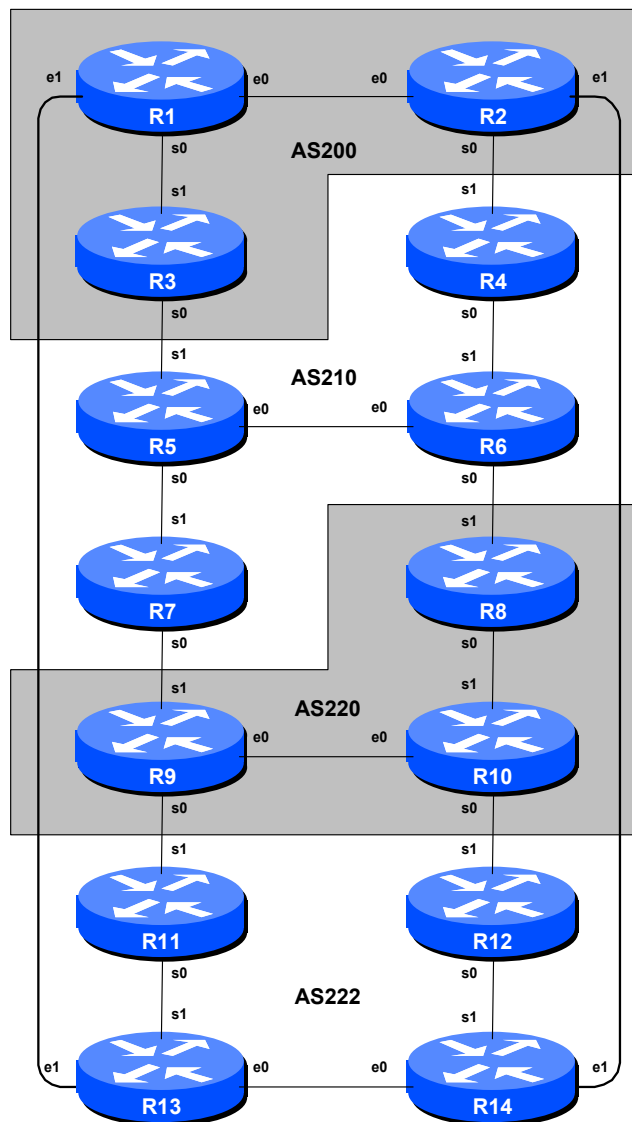 e1 e0 e0 e1
R1 R2
s0 AS200 s0
s1 s1
R3 R4
s0 s0
s1 AS210 s1
e0 e0
R5 R6
s0 s0
s1 s1
R7 R8
s0 s0
s1 AS220 s1
e0 e0
R9 R10
s0 s0
s1 s1
R11 R12
s0 s0
AS222
s1 s1
e1 e0 e0 e1
R13 R14